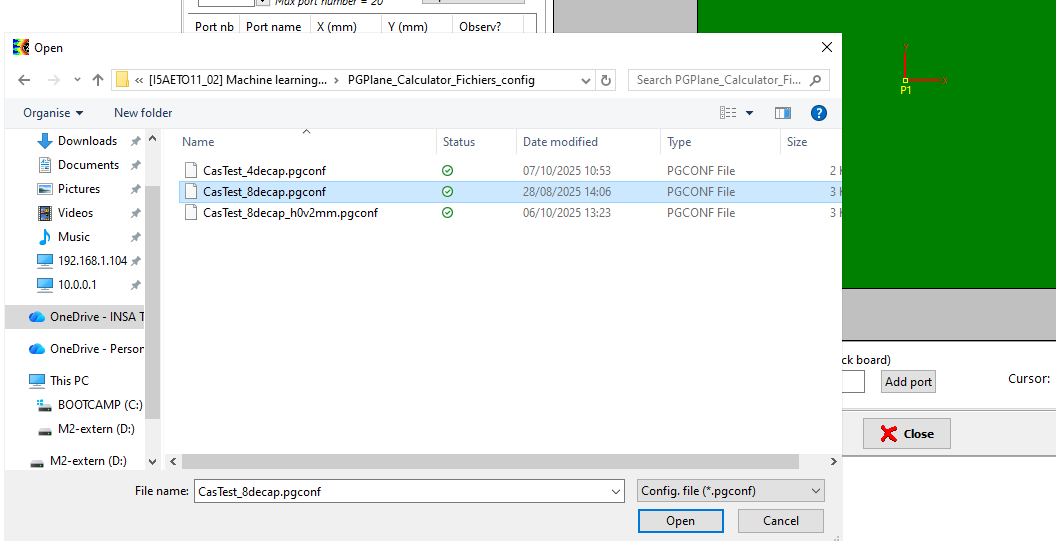 Max port number = 20
Port nb Port name X (mm) Y (mm) Observ?
Open
« [I5AETO11_02] Machine learning... › PGPlane_Calculator_Fichiers_config
Search PGPlane_Calculator_Fi...
Organise New folder
Name Status Date modified Type Size
CasTest_4decap.pgconf 07/10/2025 10:53 PGCONF File 2 K
CasTest_8decap.pgconf 28/08/2025 14:06 PGCONF File 3 K
CasTest_8decap_h0v2mm.pgconf 06/10/2025 13:23 PGCONF File 3 K
Downloads
Documents
Pictures
Videos
Music
192.168.1.104
10.0.0.1
OneDrive - INSA T
OneDrive - Person
This PC
BOOTCAMP (C:)
M2-extern (D:)
M2-extern (D:)
File name: CasTest_8decap.pgconf Config. file (*.pgconf)
Open Cancel
Y
X
P1
ck board)
Add port
Cursor:
Close